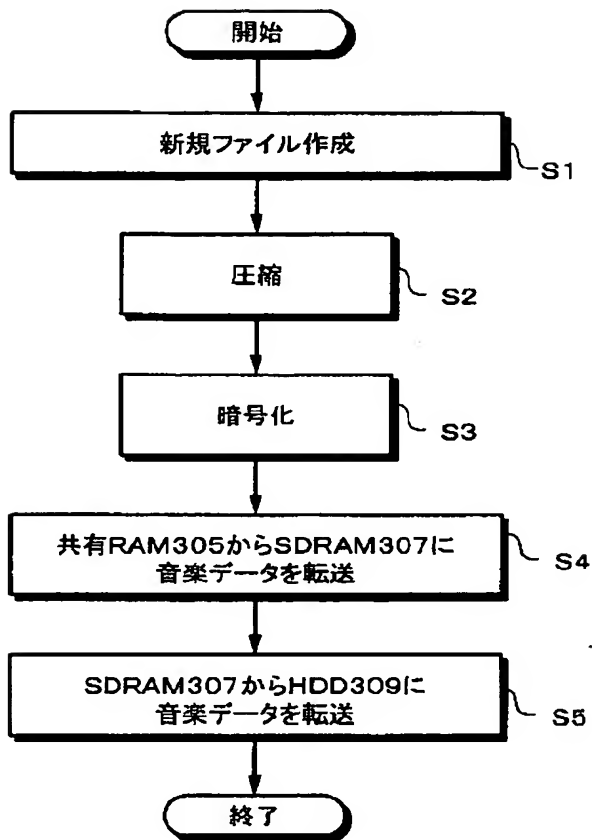 開始
新規ファイル作成
S1
圧縮
S2
暗号化
S3
共有RAM305からSDRAM307に
音楽データを転送
S4
SDRAM307からHDD309に
音楽データを転送
S5
終了